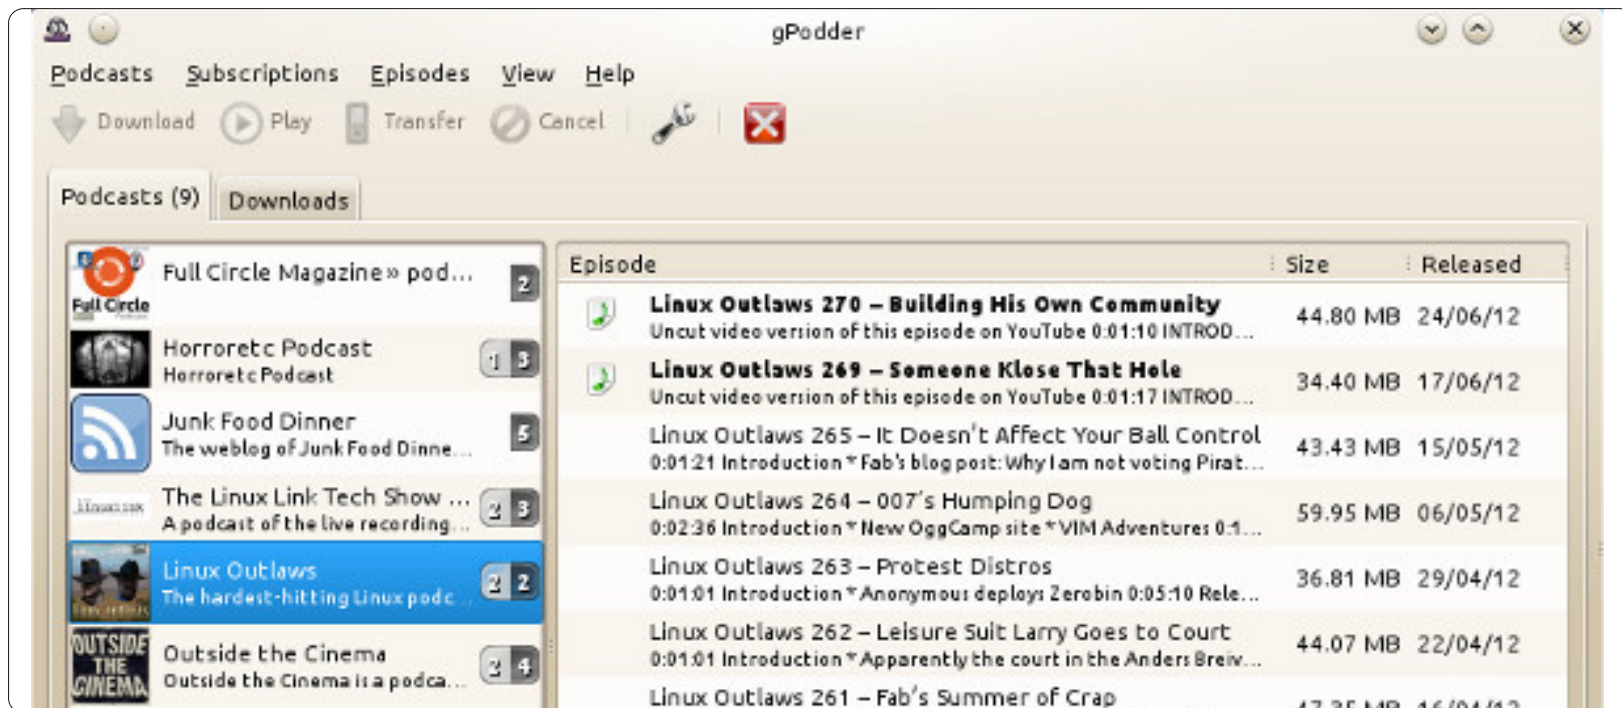 gPodder
Podcasts Subscriptions Episodes View Help
Download Play Transfer Cancel
Podcasts (9) Downloads
Full Circle
Full Circle Magazine » pod...
2
Horroretc Podcast
Horroretc Podcast
1 3
Junk Food Dinner
The weblog of Junk Food Dinne...
5
The Linux Link Tech Show ...
A podcast of the live recording...
2 3
Linux Outlaws
The hardest-hitting Linux podc...
2 2
OUTSIDE
THE
CINEMA
Outside the Cinema
Outside the Cinema is a podca...
2 4
Episode Size Released
Linux Outlaws 270 – Building His Own Community
Uncut video version of this episode on YouTube 0:01:10 INTROD...
44.80 MB 24/06/12
Linux Outlaws 269 – Someone Klose That Hole
Uncut video version of this episode on YouTube 0:01:17 INTROD...
34.40 MB 17/06/12
Linux Outlaws 265 – It Doesn't Affect Your Ball Control
0:01:21 Introduction * Fab's blog post: Why I am not voting Pirat...
43.43 MB 15/05/12
Linux Outlaws 264 – 007's Humping Dog
0:02:36 Introduction * New OggCamp site * VIM Adventures 0:1...
59.95 MB 06/05/12
Linux Outlaws 263 – Protest Distros
0:01:01 Introduction * Anonymous deploys Zerobin 0:05:10 Rele...
36.81 MB 29/04/12
Linux Outlaws 262 – Leisure Suit Larry Goes to Court
0:01:01 Introduction * Apparently the court in the Anders Breiv...
44.07 MB 22/04/12
Linux Outlaws 261 – Fab's Summer of Crap
47.35 MB 16/04/12